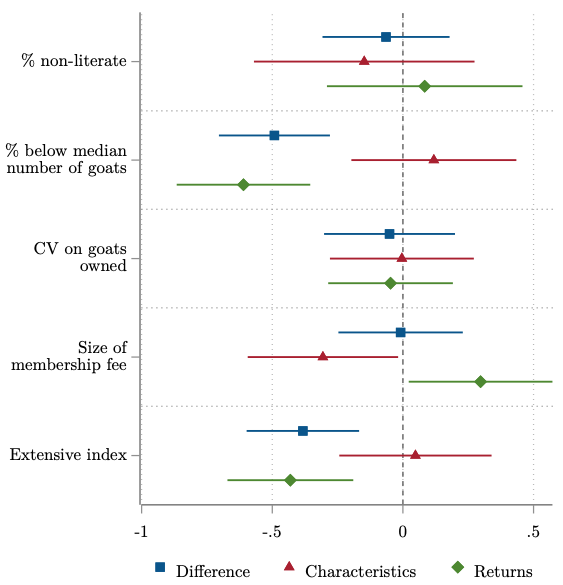 % non-literate
% below median
number of goats
CV on goats
owned
Size of
membership fee
Extensive index
-1 -.5 0 .5
Difference Characteristics Returns